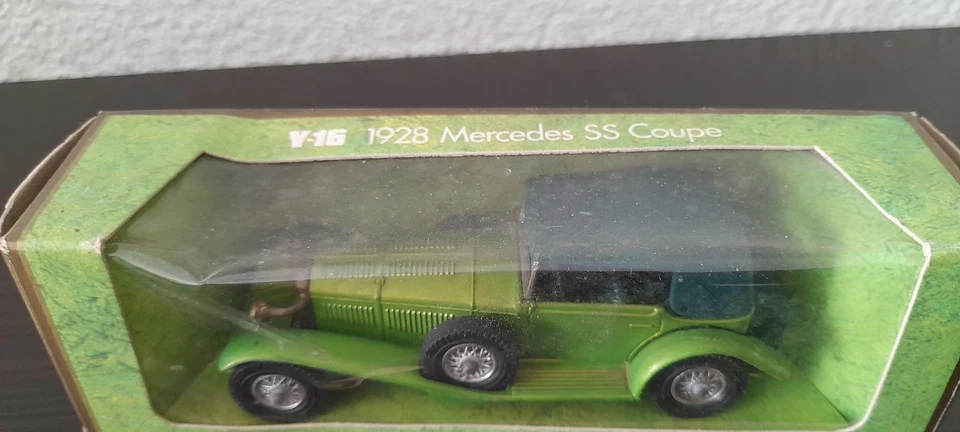 Y-16 1928 Mercedes SS Coupe